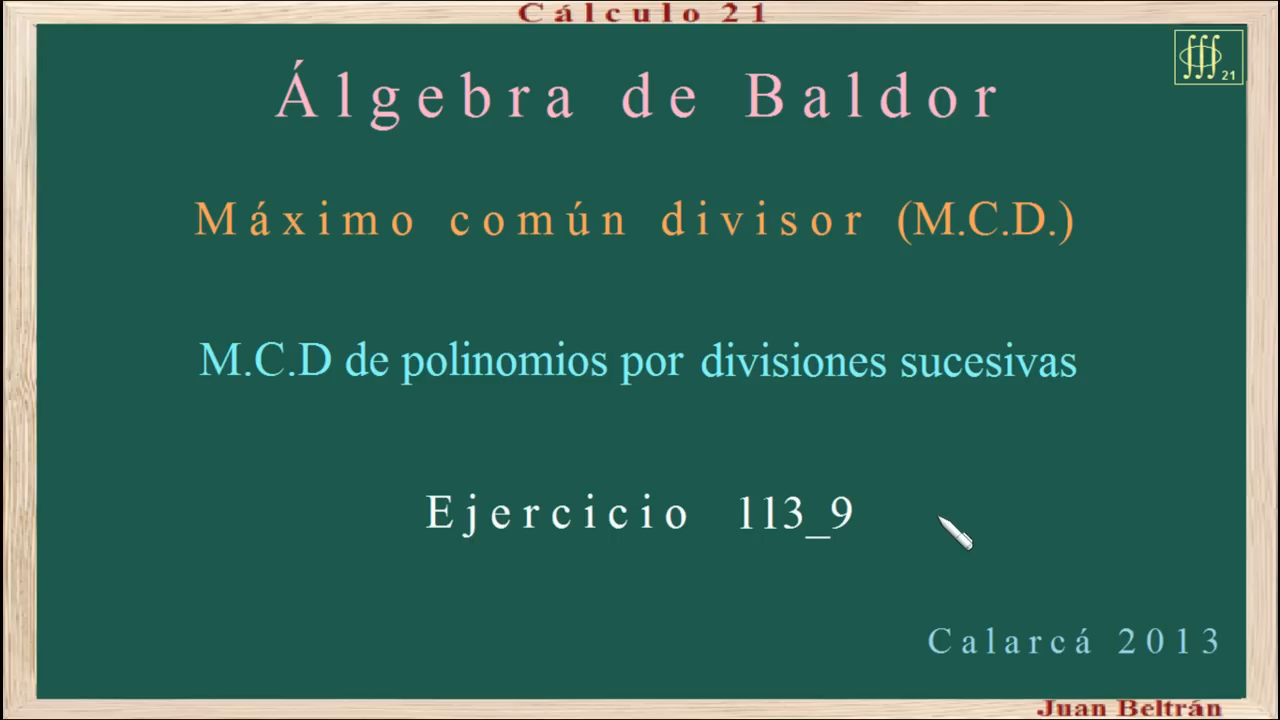 Cálculo 21
∯ 21
Álgebra de Baldor
Máximo común divisor (M.C.D.)
M.C.D de polinomios por divisiones sucesivas
Ejercicio 113_9
Calarcá 2013
Juan Beltrán